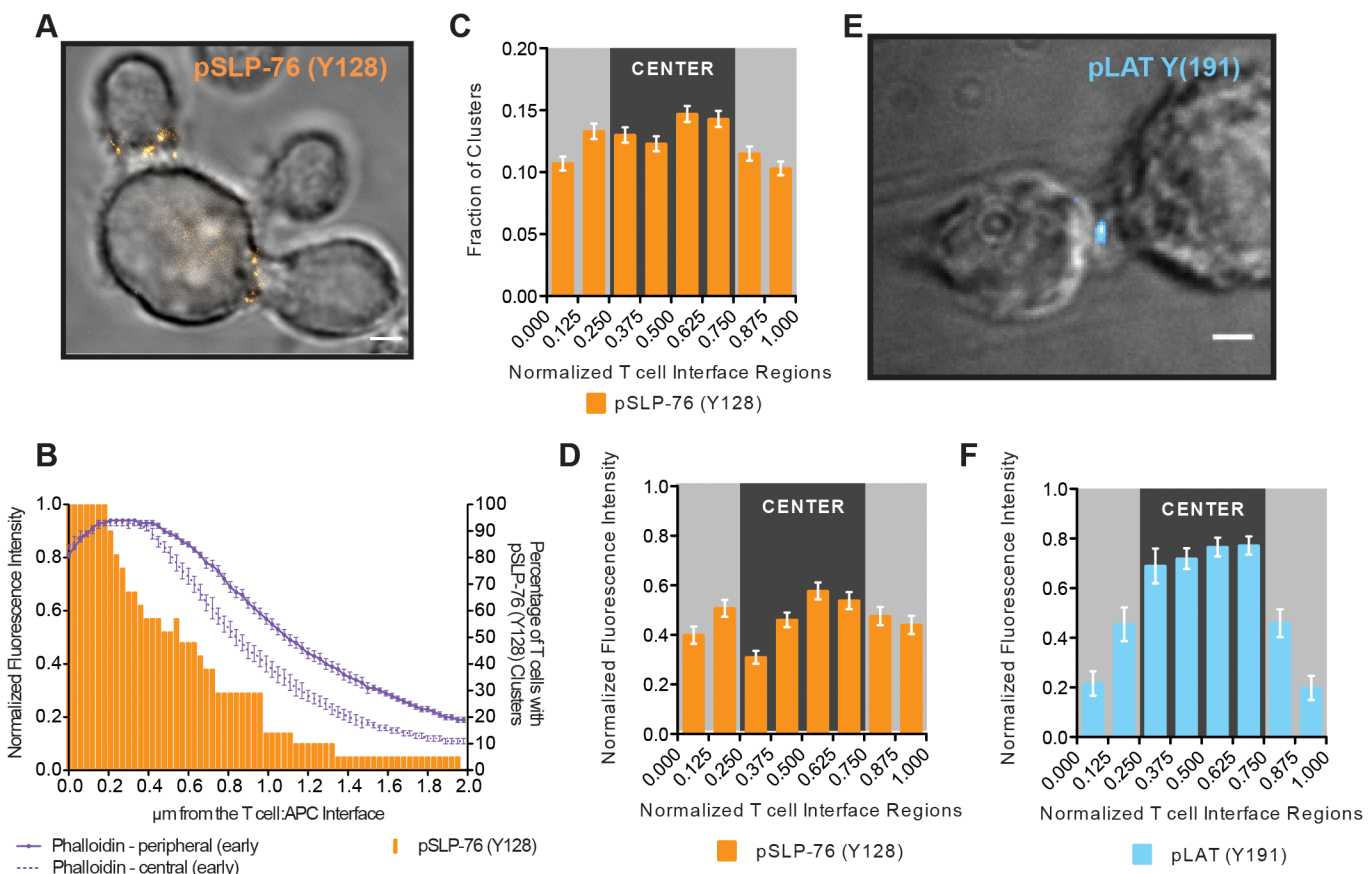 A
pSLP-76 (Y128)
B
Normalized Fluorescence Intensity
1.0
0.8
0.6
0.4
0.2
0.0
100
90
80
70
60
50
40
30
20
10
0
Percentage of T cells with
pSLP-76 (Y128) Clusters
0.0 0.2 0.4 0.6 0.8 1.0 1.2 1.4 1.6 1.8 2.0
µm from the T cell:APC Interface
Phalloidin - peripheral (early
Phalloidin - central (early)
pSLP-76 (Y128)
C
Fraction of Clusters
0.20
0.15
0.10
0.05
0.00
CENTER
0.000 0.125 0.250 0.375 0.500 0.625 0.750 0.875 1.000
Normalized T cell Interface Regions
pSLP-76 (Y128)
D
Normalized Fluorescence Intensity
1.0
0.8
0.6
0.4
0.2
0.0
CENTER
0.000 0.125 0.250 0.375 0.500 0.625 0.750 0.875 1.000
Normalized T cell Interface Regions
pSLP-76 (Y128)
E
pLAT Y(191)
F
Normalized Fluorescence Intensity
1.0
0.8
0.6
0.4
0.2
0.0
CENTER
0.000 0.125 0.250 0.375 0.500 0.625 0.750 0.875 1.000
Normalized T cell Interface Regions
pLAT (Y191)